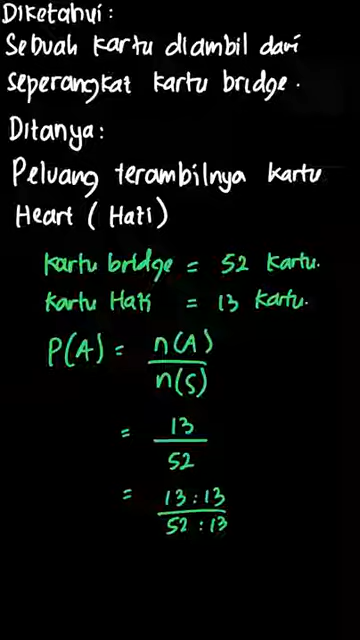 Diketahui:
Sebuah kartu diambil dari
seperangkat kartu bridge.
Ditanya:
Peluang terambilnya kartu
Heart (Hati)
Kartu bridge = 52 kartu.
Kartu Hati = 13 kartu.
P(A) = n(A)
n(S)
= 13
52
= 13:13
52:13